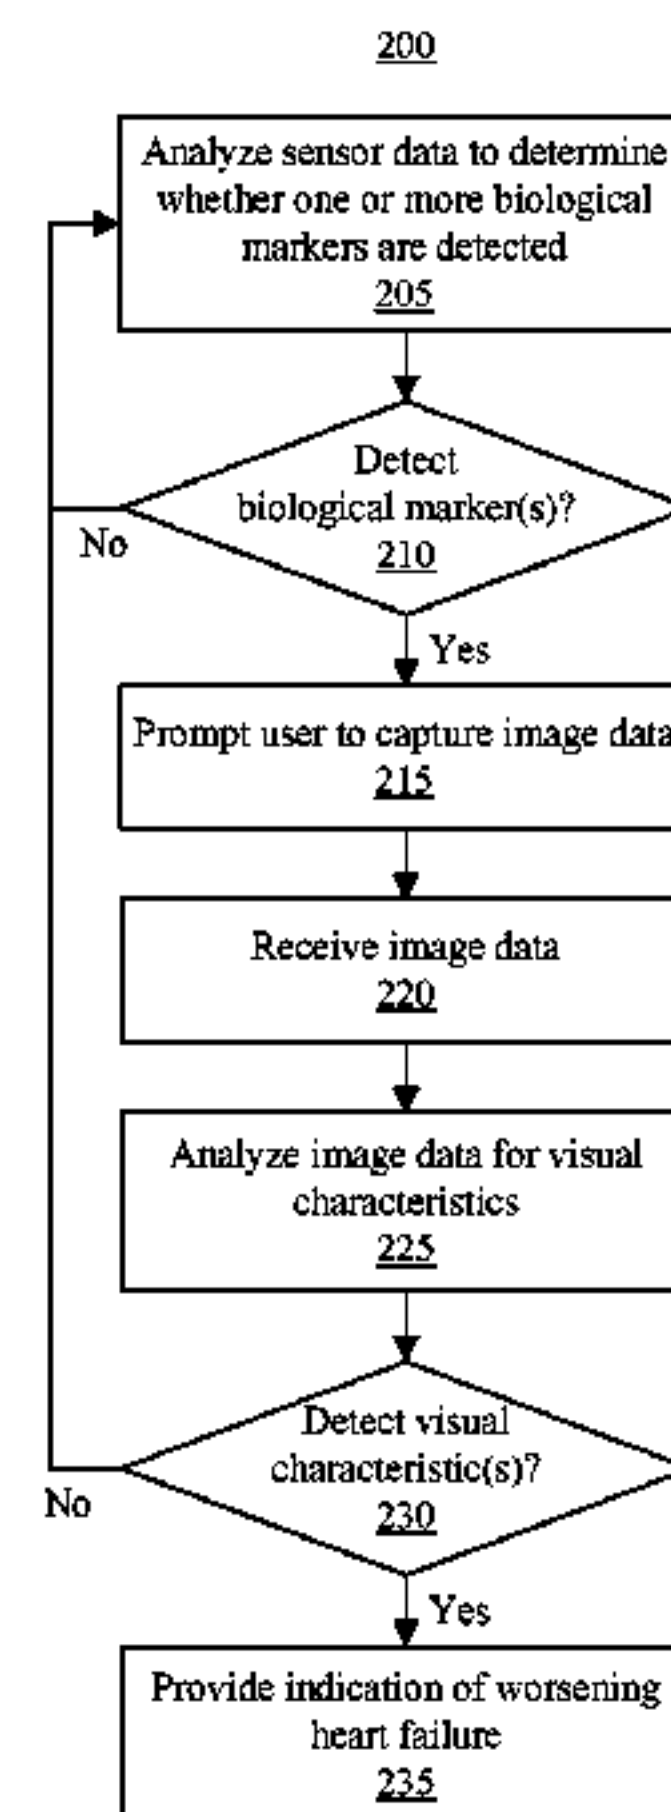 200
Analyze sensor data to determine
whether one or more biological
markers are detected
205
Detect
biological marker(s)?
210
No
Yes
Prompt user to capture image data
215
Receive image data
220
Analyze image data for visual
characteristics
225
Detect visual
characteristic(s)?
230
No
Yes
Provide indication of worsening
heart failure
235